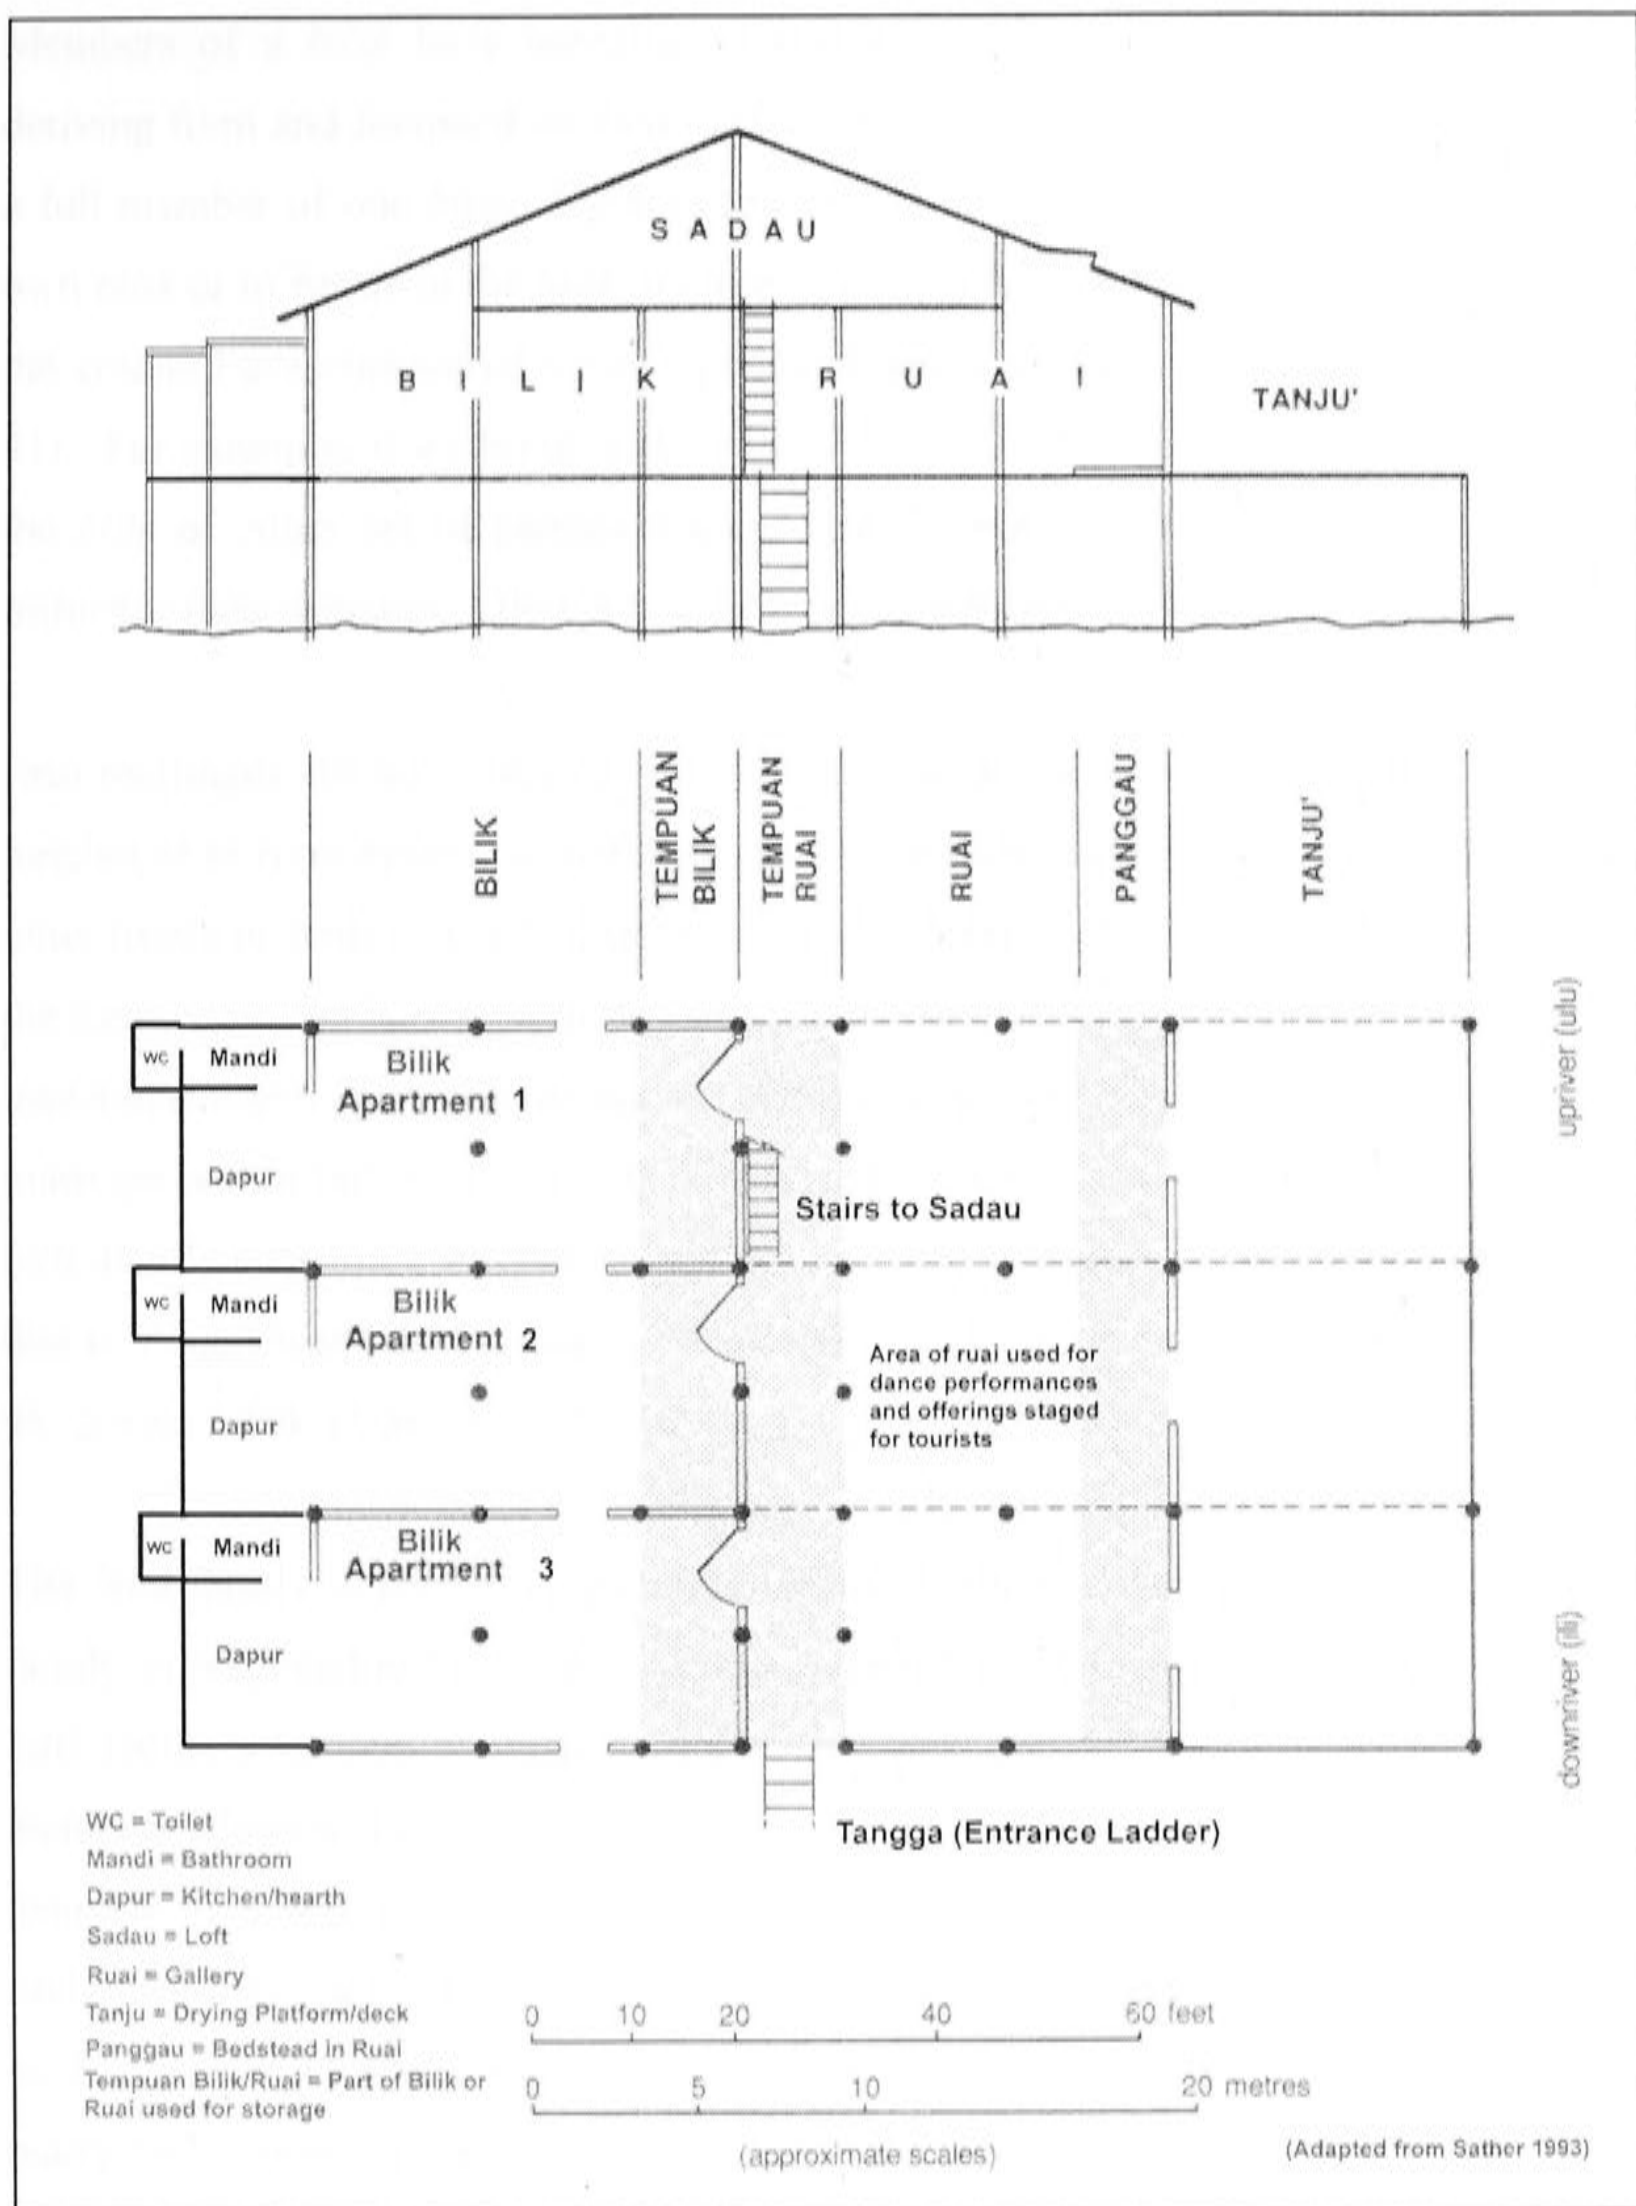 SADAU
BILIK
RUAI
TANJU'
BILIK
TEMPUAN
BILIK
TEMPUAN
RUAI
RUAI
PANGGAU
TANJU'
upriver (ulu)
WC
Mandi
Bilik
Apartment 1
Dapur
Stairs to Sadau
WC
Mandi
Bilik
Apartment 2
Dapur
Area of ruai used for
dance performances
and offerings staged
for tourists
WC
Mandi
Bilik
Apartment 3
Dapur
downriver (ili)
Tangga (Entrance Ladder)
WC = Toilet
Mandi = Bathroom
Dapur = Kitchen/hearth
Sadau = Loft
Ruai = Gallery
Tanju = Drying Platform/deck
Panggau = Bedstead in Ruai
Tempuan Bilik/Ruai = Part of Bilik or
Ruai used for storage
0 10 20 40 60 feet
0 5 10 20 metres
(approximate scales)
(Adapted from Sather 1993)